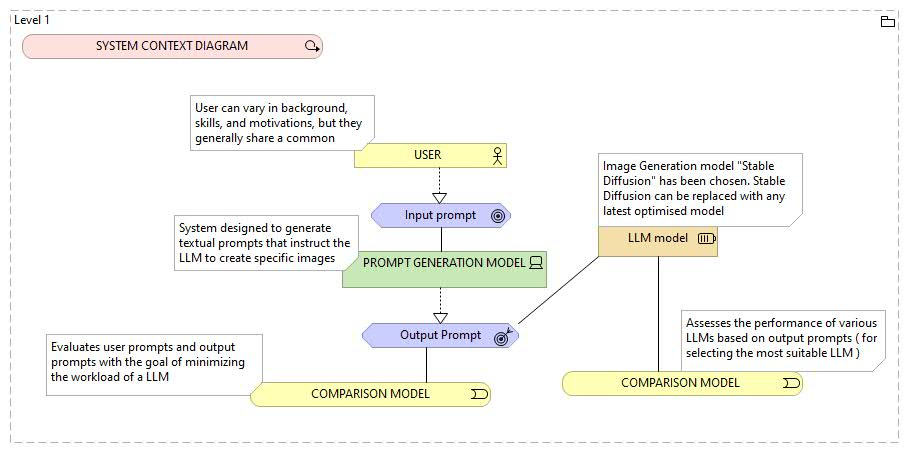 Level 1
SYSTEM CONTEXT DIAGRAM
User can vary in background,
skills, and motivations, but they
generally share a common
USER
Image Generation model "Stable
Diffusion" has been chosen. Stable
Diffusion can be replaced with any
latest optimised model
Input prompt
System designed to generate
textual prompts that instruct the
LLM to create specific images
LLM model
PROMPT GENERATION MODEL
Output Prompt
Assesses the performance of various
LLMs based on output prompts ( for
selecting the most suitable LLM )
Evaluates user prompts and output
prompts with the goal of minimizing
the workload of a LLM
COMPARISON MODEL
COMPARISON MODEL